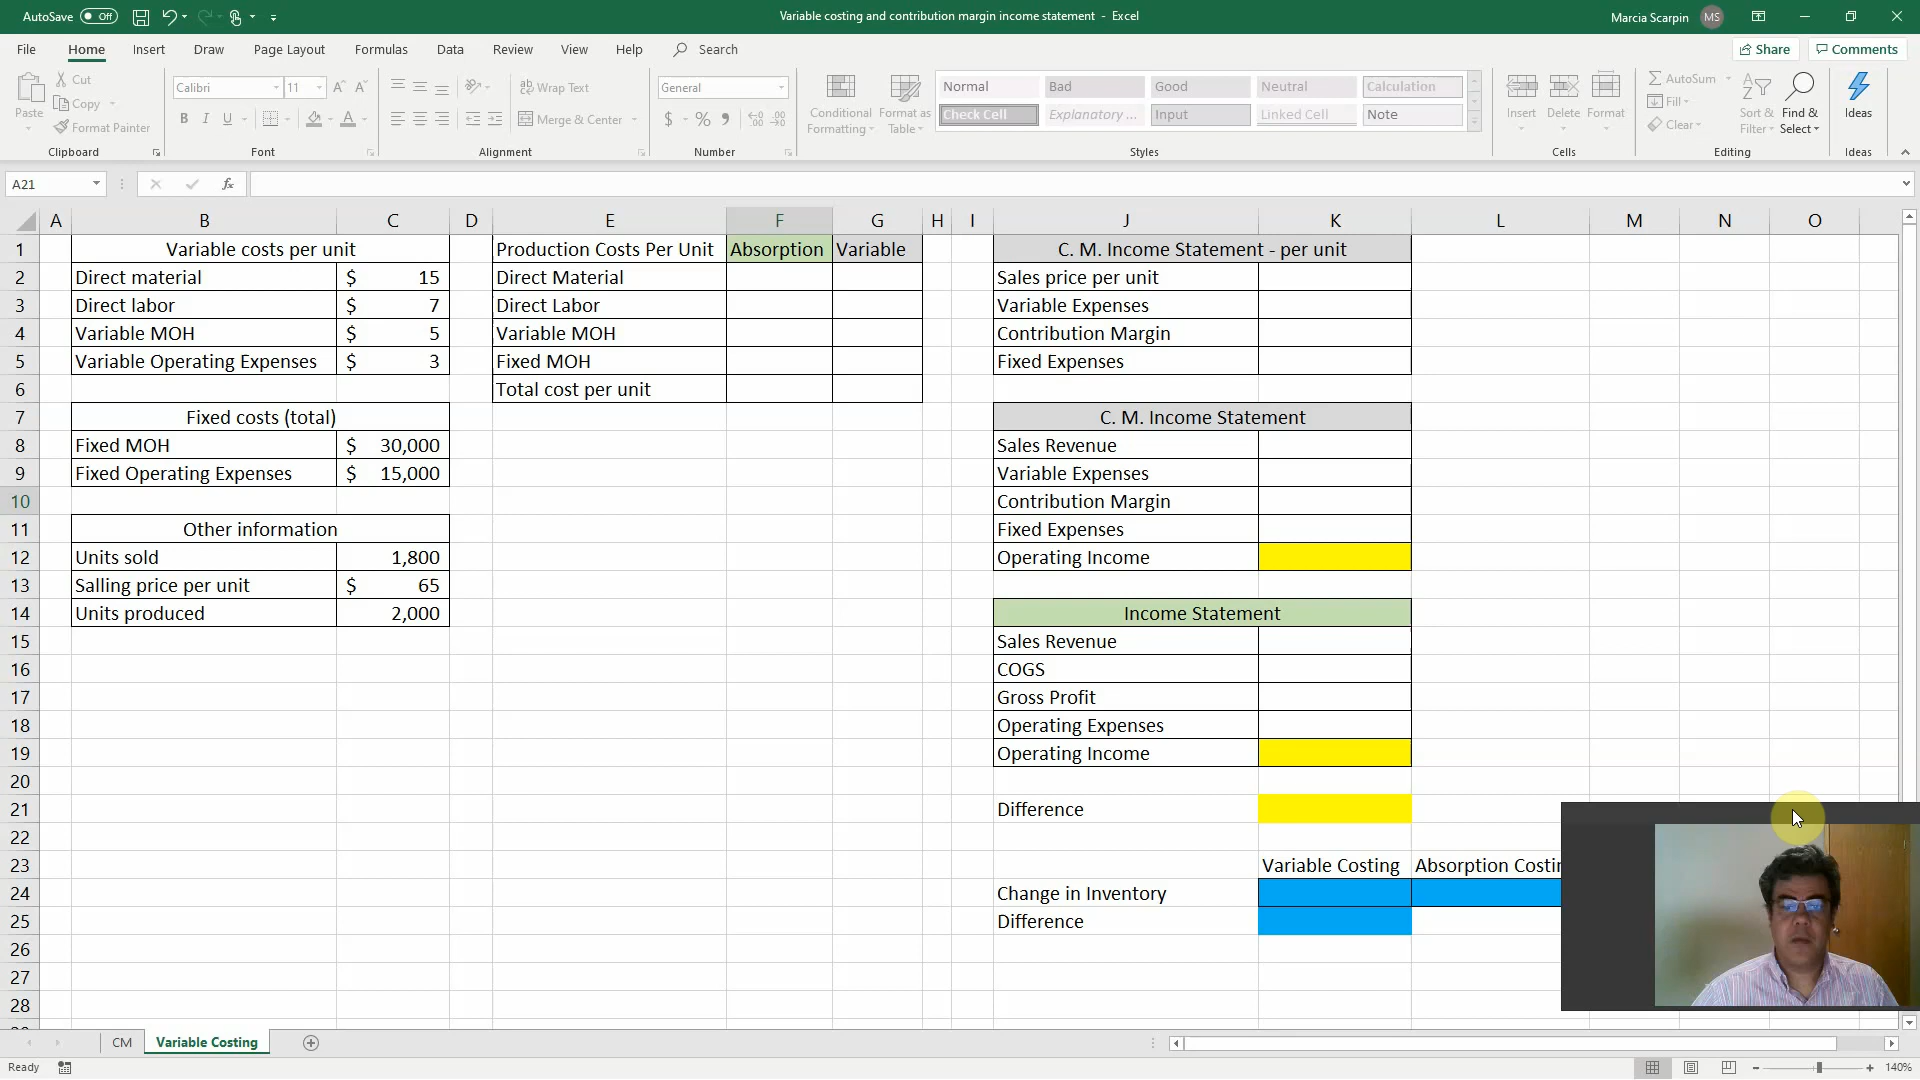 AutoSave Off Variable costing and contribution margin income statement - Excel Marcia Scarpin MS
File Home Insert Draw Page Layout Formulas Data Review View Help Search Share Comments
Paste Cut Copy Format Painter Clipboard
Calibri 11 A A B I U A Font
Wrap Text Merge & Center Alignment
General $ % Number
Conditional Formatting Format as Table
Normal Bad Good Neutral Calculation
Check Cell Explanatory ... Input Linked Cell Note
Styles
Insert Delete Format Cells
AutoSum Fill Clear Sort & Filter Find & Select Editing
Ideas Ideas
A21 fx
A B C D E F G H I J K L M N O
1 Variable costs per unit Production Costs Per Unit Absorption Variable C. M. Income Statement - per unit
2 Direct material $ 15 Direct Material Sales price per unit
3 Direct labor $ 7 Direct Labor Variable Expenses
4 Variable MOH $ 5 Variable MOH Contribution Margin
5 Variable Operating Expenses $ 3 Fixed MOH Fixed Expenses
6 Total cost per unit
7 Fixed costs (total) C. M. Income Statement
8 Fixed MOH $ 30,000 Sales Revenue
9 Fixed Operating Expenses $ 15,000 Variable Expenses
10 Contribution Margin
11 Other information Fixed Expenses
12 Units sold 1,800 Operating Income
13 Salling price per unit $ 65
14 Units produced 2,000 Income Statement
15 Sales Revenue
16 COGS
17 Gross Profit
18 Operating Expenses
19 Operating Income
20
21 Difference
22
23 Variable Costing Absorption Costin
24 Change in Inventory
25 Difference
26
27
28
CM Variable Costing
Ready 140%